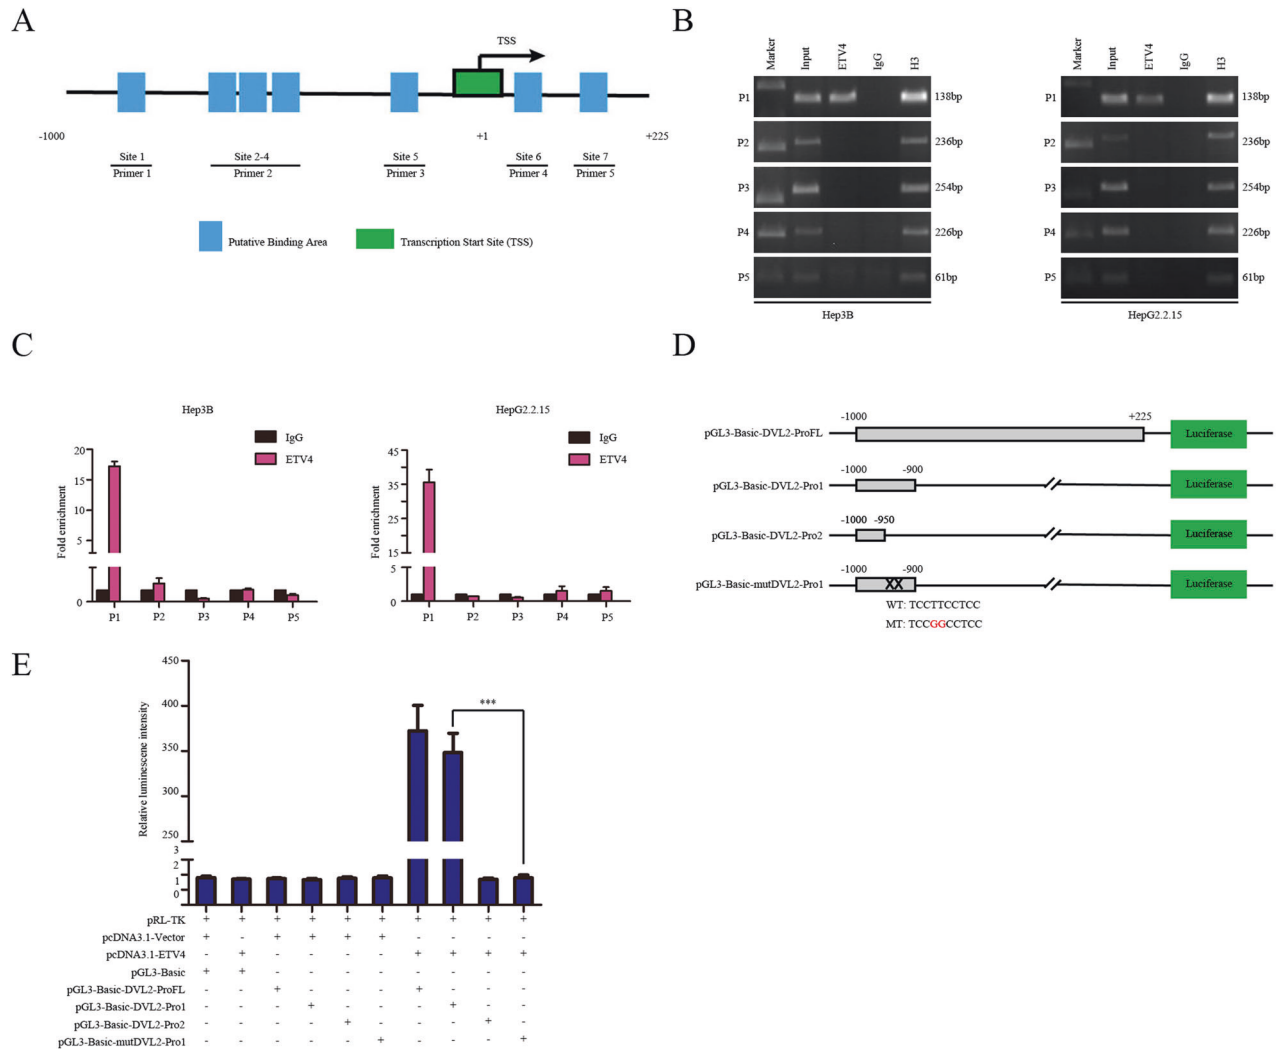 A
TSS
-1000
+1
+225
Site 1
Site 2-4
Site 5
Site 6
Site 7
Primer 1
Primer 2
Primer 3
Primer 4
Primer 5
Putative Binding Area
Transcription Start Site (TSS)
B
Marker Input ETV4 IgG H3
P1 138bp
P2 236bp
P3 254bp
P4 226bp
P5 61bp
Hep3B
Marker Input ETV4 IgG H3
P1 138bp
P2 236bp
P3 254bp
P4 226bp
P5 61bp
HepG2.2.15
C
Hep3B
IgG
ETV4
Fold enrichment
20
15
10
5
5
0
P1 P2 P3 P4 P5
HepG2.2.15
IgG
ETV4
Fold enrichment
45
35
25
15
5
0
P1 P2 P3 P4 P5
D
-1000 +225
pGL3-Basic-DVL2-ProFL Luciferase
-1000 -900
pGL3-Basic-DVL2-Pro1 Luciferase
-1000 -950
pGL3-Basic-DVL2-Pro2 Luciferase
-1000 -900
pGL3-Basic-mutDVL2-Pro1 XX Luciferase
WT: TCCTTCCTCC
MT: TCCGGCCTCC
E
Relative luminescene intensity
450
400
350
300
250
3
2
1
0
***
pRL-TK + + + + + + + + + +
pcDNA3.1-Vector + - + + + + - - - -
pcDNA3.1-ETV4 - + - - - - + + + +
pGL3-Basic + + - - - - - - - -
pGL3-Basic-DVL2-ProFL - - + - - - + - - -
pGL3-Basic-DVL2-Pro1 - - - + - - - + - -
pGL3-Basic-DVL2-Pro2 - - - - + - - - + -
pGL3-Basic-mutDVL2-Pro1 - - - - - + - - - +